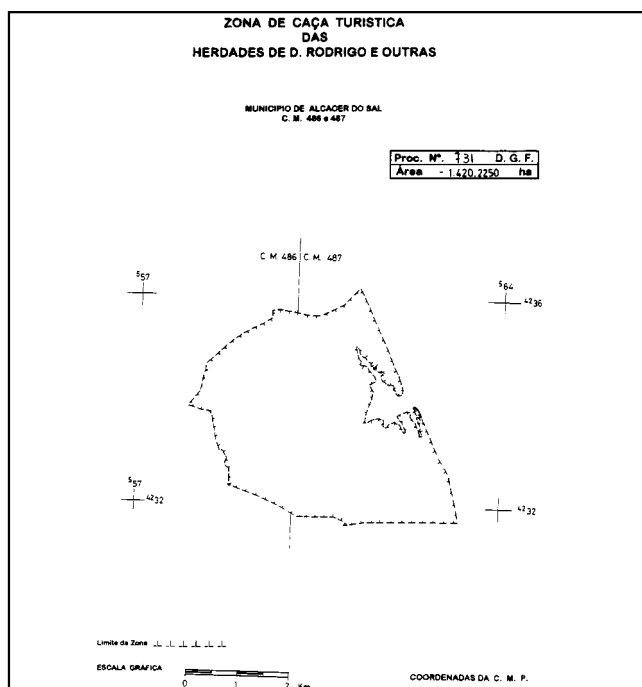 ZONA DE CAÇA TURISTICA
DAS
HERDADES DE D. RODRIGO E OUTRAS
MUNICIPIO DE ALCACER DO SAL
C. M. 486 e 487
Proc. Nº. 731 D. G. F.
Área - 1.420,2250 ha
C. M. 486 C. M. 487
557
564
4236
557
4232
4232
Limite da Zona
ESCALA GRÁFICA
0 1 2 Km
COORDENADAS DA C. M. P.